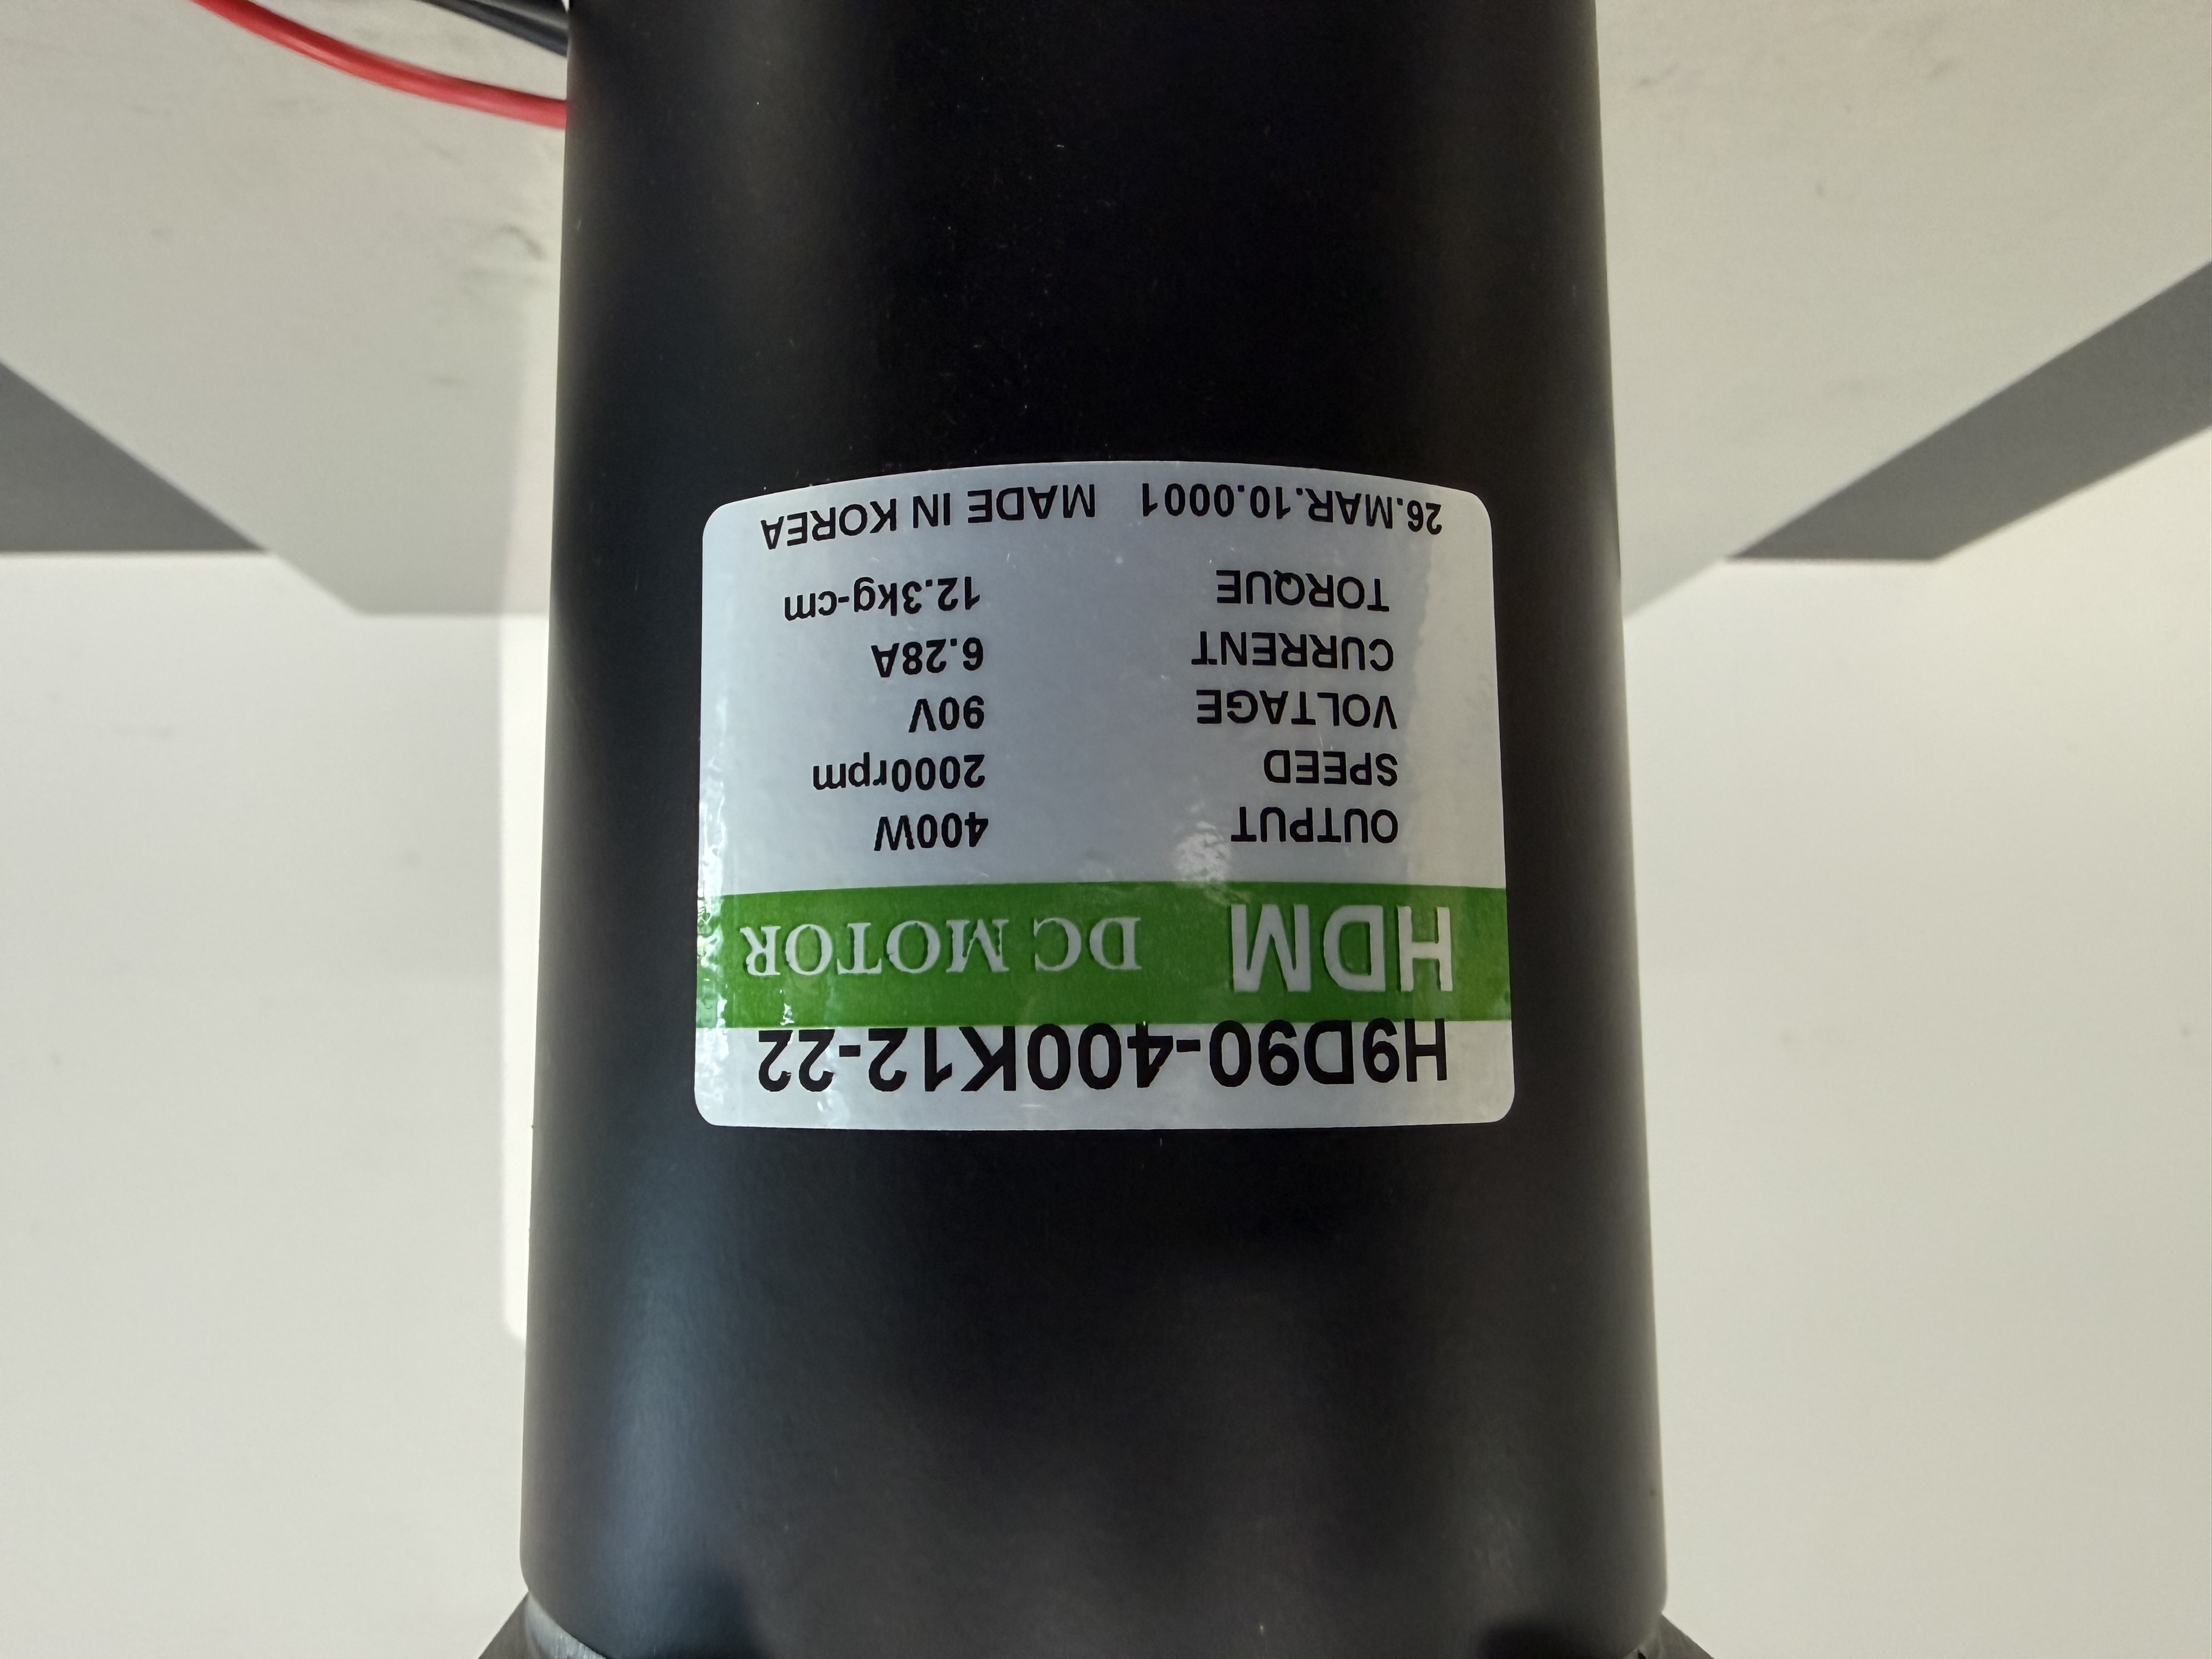 H9D90-400K12-22
HDM DC MOTOR
OUTPUT 400W
SPEED 2000rpm
VOLTAGE 90V
CURRENT 6.28A
TORQUE 12.3kg-cm
26.MAR.10.0001 MADE IN KOREA